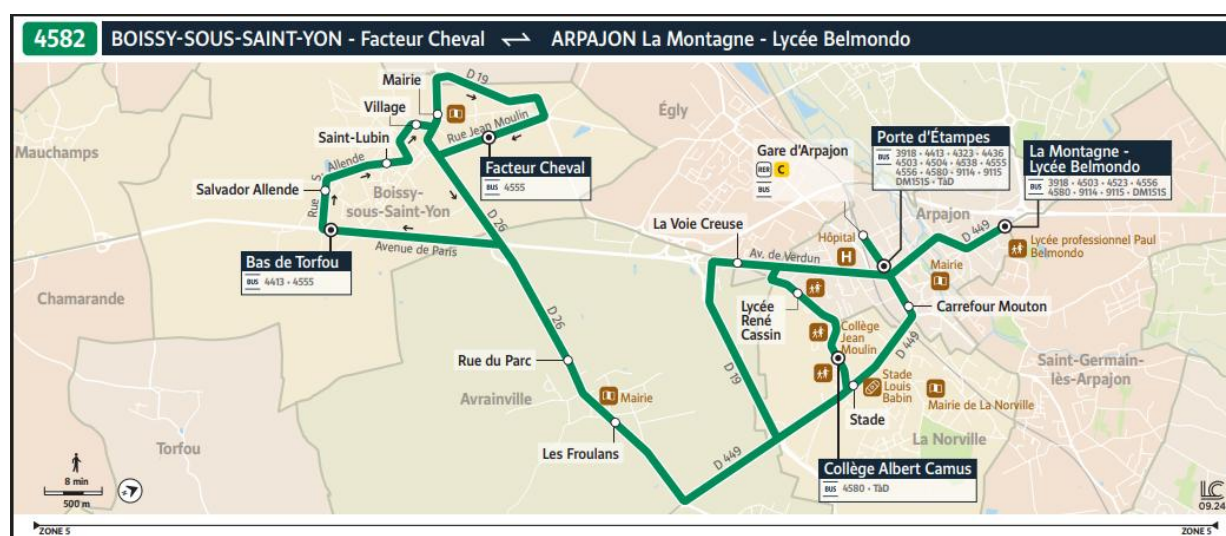 4582 BOISSY-SOUS-SAINT-YON - Facteur Cheval ⇌ ARPAJON La Montagne - Lycée Belmondo
Mauchamps
Mairie
D 19
Village
Rue Jean Moulin
Saint-Lubin
Rue S. Allende
Salvador Allende
Facteur Cheval
BUS 4555
Boissy-
sous-Saint-Yon
D 26
Avenue de Paris
Bas de Torfou
BUS 4413 • 4555
Chamarande
Torfou
Égly
Gare d'Arpajon
RER C
BUS
Porte d'Étampes
BUS 3918 • 4413 • 4323 • 4436
4503 • 4504 • 4538 • 4555
4556 • 4580 • 9114 • 9115
DM151S • TàD
La Montagne -
Lycée Belmondo
BUS 3918 • 4503 • 4523 • 4556
4580 • 9114 • 9115 • DM151S
Arpajon
D 449
Lycée professionnel Paul
Belmondo
La Voie Creuse
Av. de Verdun
Hôpital
H
Mairie
Lycée
René
Cassin
Carrefour Mouton
Collège
Jean
Moulin
D 449
D 26
Rue du Parc
D 19
Avrainville
Mairie
Les Froulans
Stade
Louis
Babin
Mairie de La Norville
Saint-Germain-
lès-Arpajon
Stade
La Norville
D 449
Collège Albert Camus
BUS 4580 • TàD
8 min
500 m
LC
09.24
ZONE 5
ZONE 5